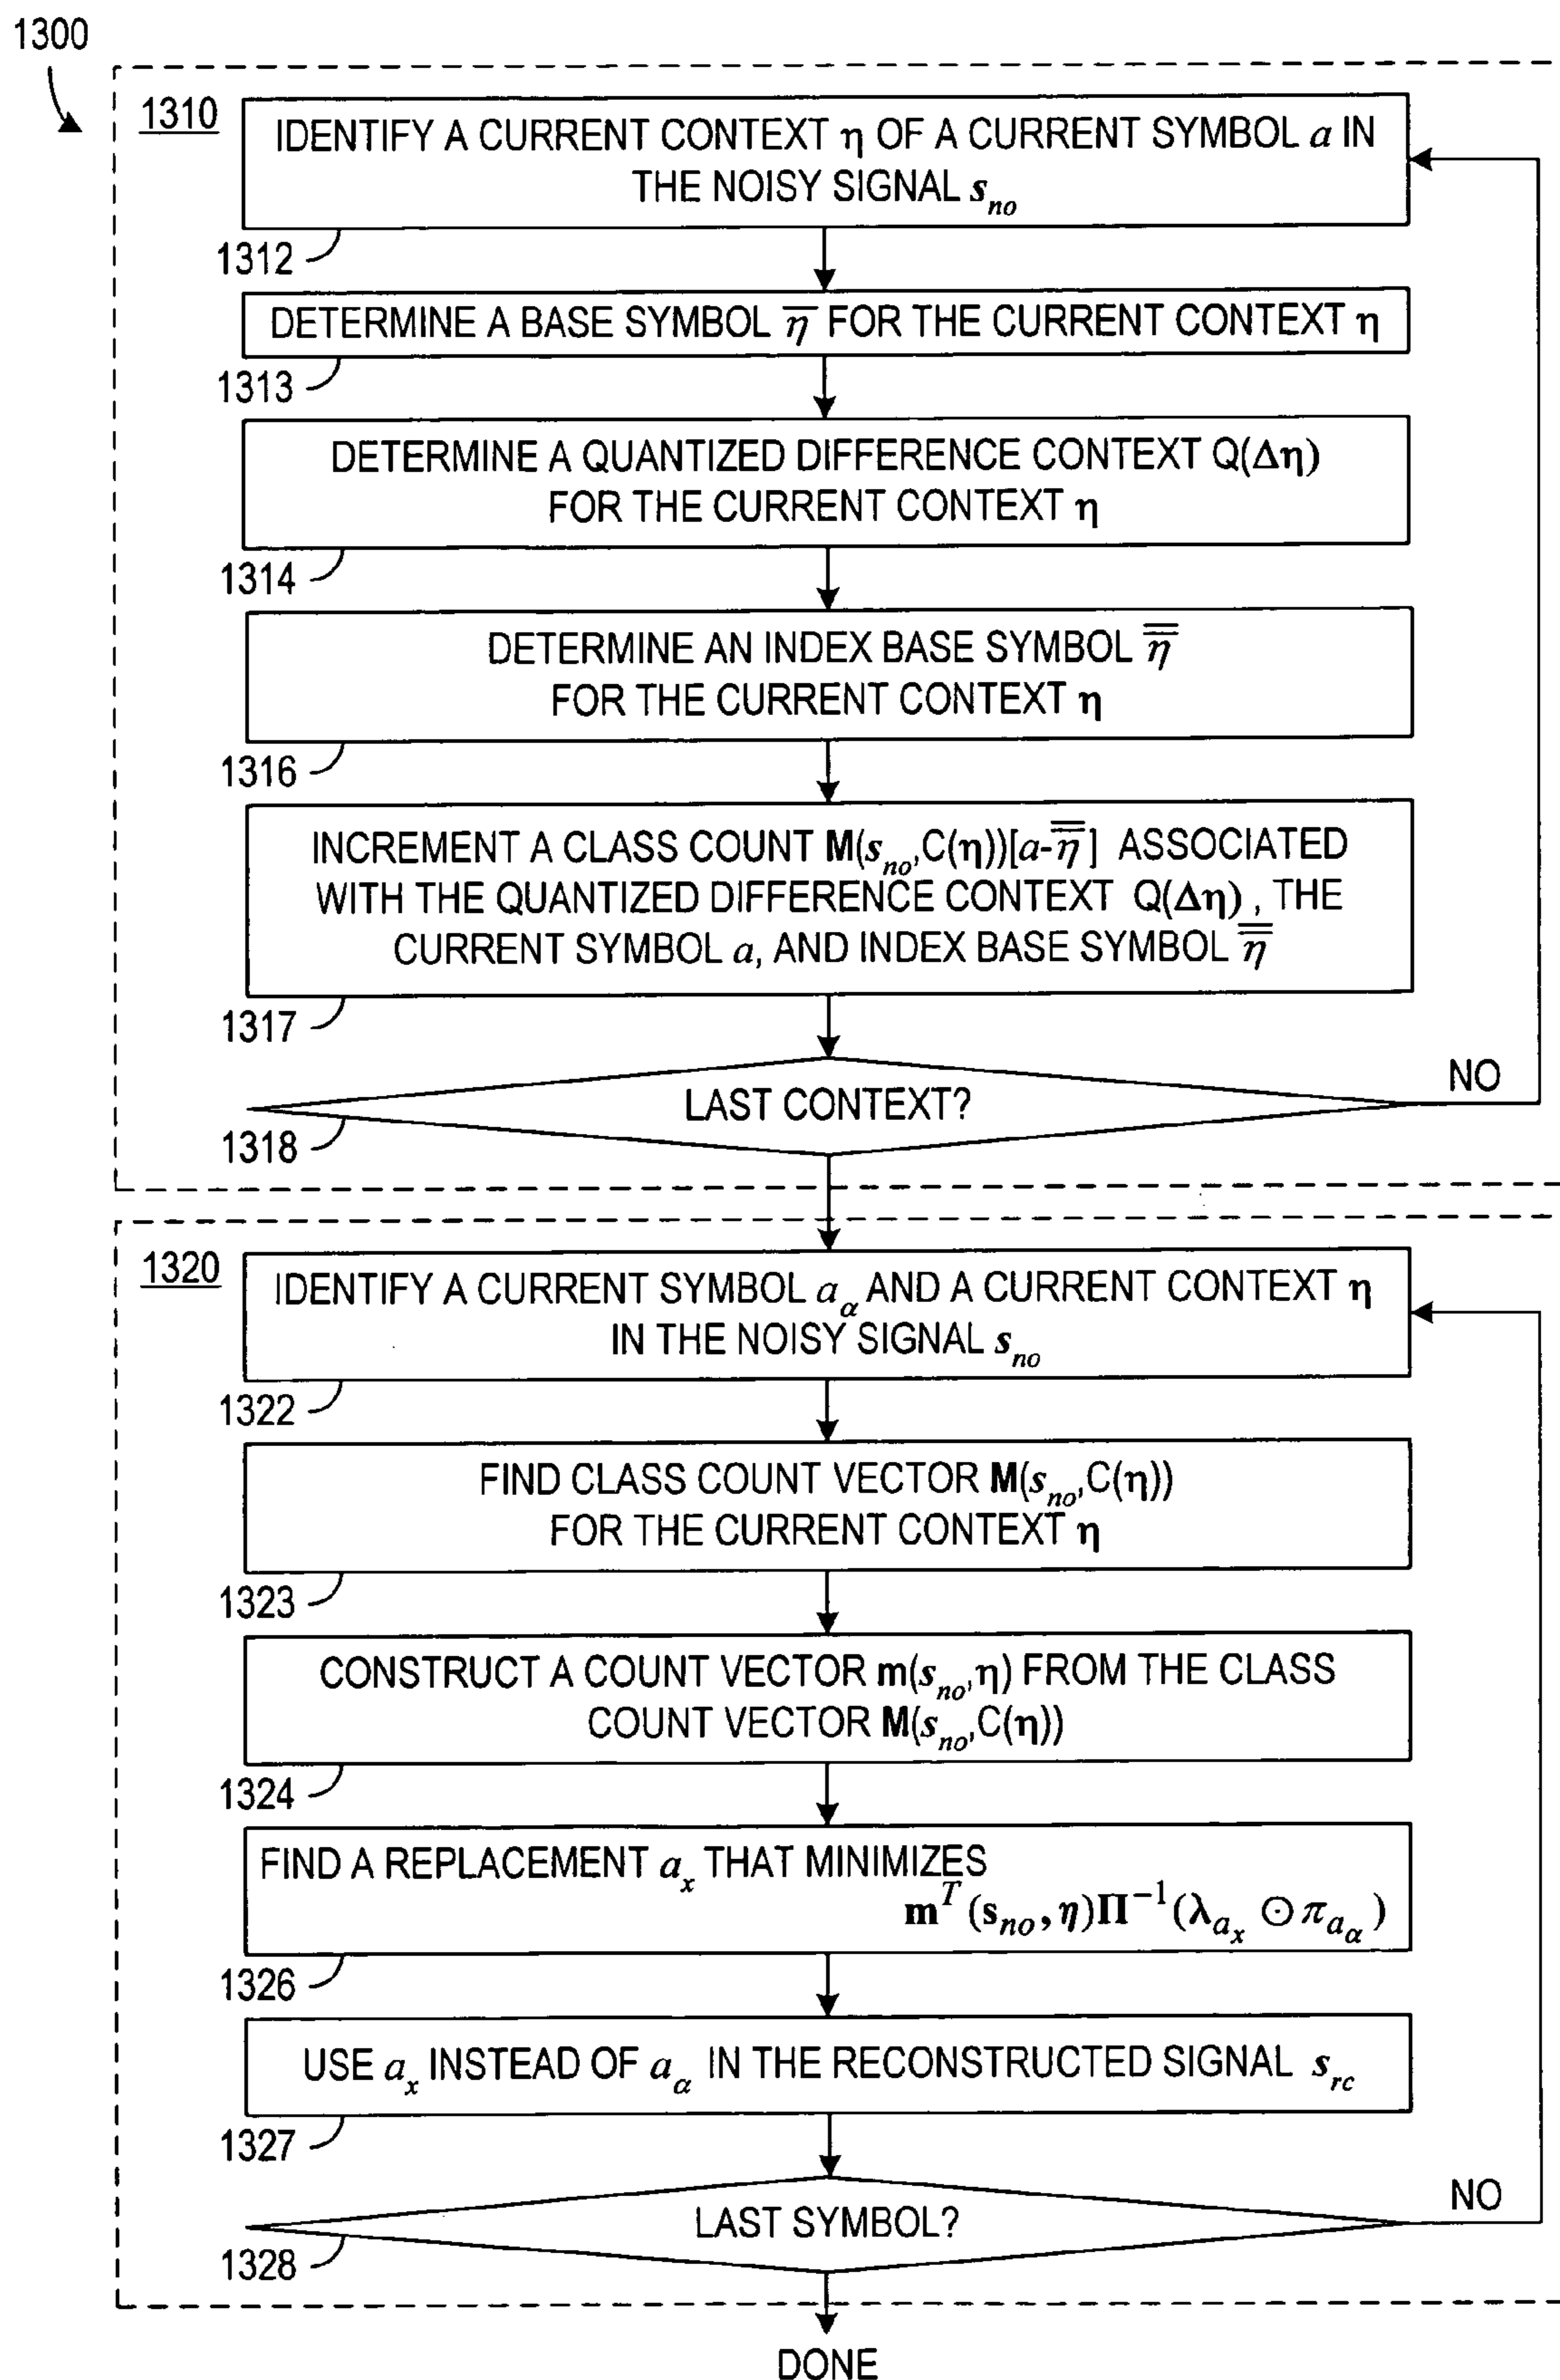 1300
1310
IDENTIFY A CURRENT CONTEXT η OF A CURRENT SYMBOL a IN
THE NOISY SIGNAL s_no
1312
DETERMINE A BASE SYMBOL η̅ FOR THE CURRENT CONTEXT η
1313
DETERMINE A QUANTIZED DIFFERENCE CONTEXT Q(Δη)
FOR THE CURRENT CONTEXT η
1314
DETERMINE AN INDEX BASE SYMBOL η̿
FOR THE CURRENT CONTEXT η
1316
INCREMENT A CLASS COUNT M(s_no,C(η))[a-η̿] ASSOCIATED
WITH THE QUANTIZED DIFFERENCE CONTEXT Q(Δη), THE
CURRENT SYMBOL a, AND INDEX BASE SYMBOL η̿
1317
LAST CONTEXT?
NO
1318
1320
IDENTIFY A CURRENT SYMBOL a_α AND A CURRENT CONTEXT η
IN THE NOISY SIGNAL s_no
1322
FIND CLASS COUNT VECTOR M(s_no,C(η))
FOR THE CURRENT CONTEXT η
1323
CONSTRUCT A COUNT VECTOR m(s_no,η) FROM THE CLASS
COUNT VECTOR M(s_no,C(η))
1324
FIND A REPLACEMENT a_x THAT MINIMIZES
m^T(s_no,η)Π^−1(λ_a_x ⊙ π_a_α)
1326
USE a_x INSTEAD OF a_α IN THE RECONSTRUCTED SIGNAL s_rc
1327
LAST SYMBOL?
NO
1328
DONE